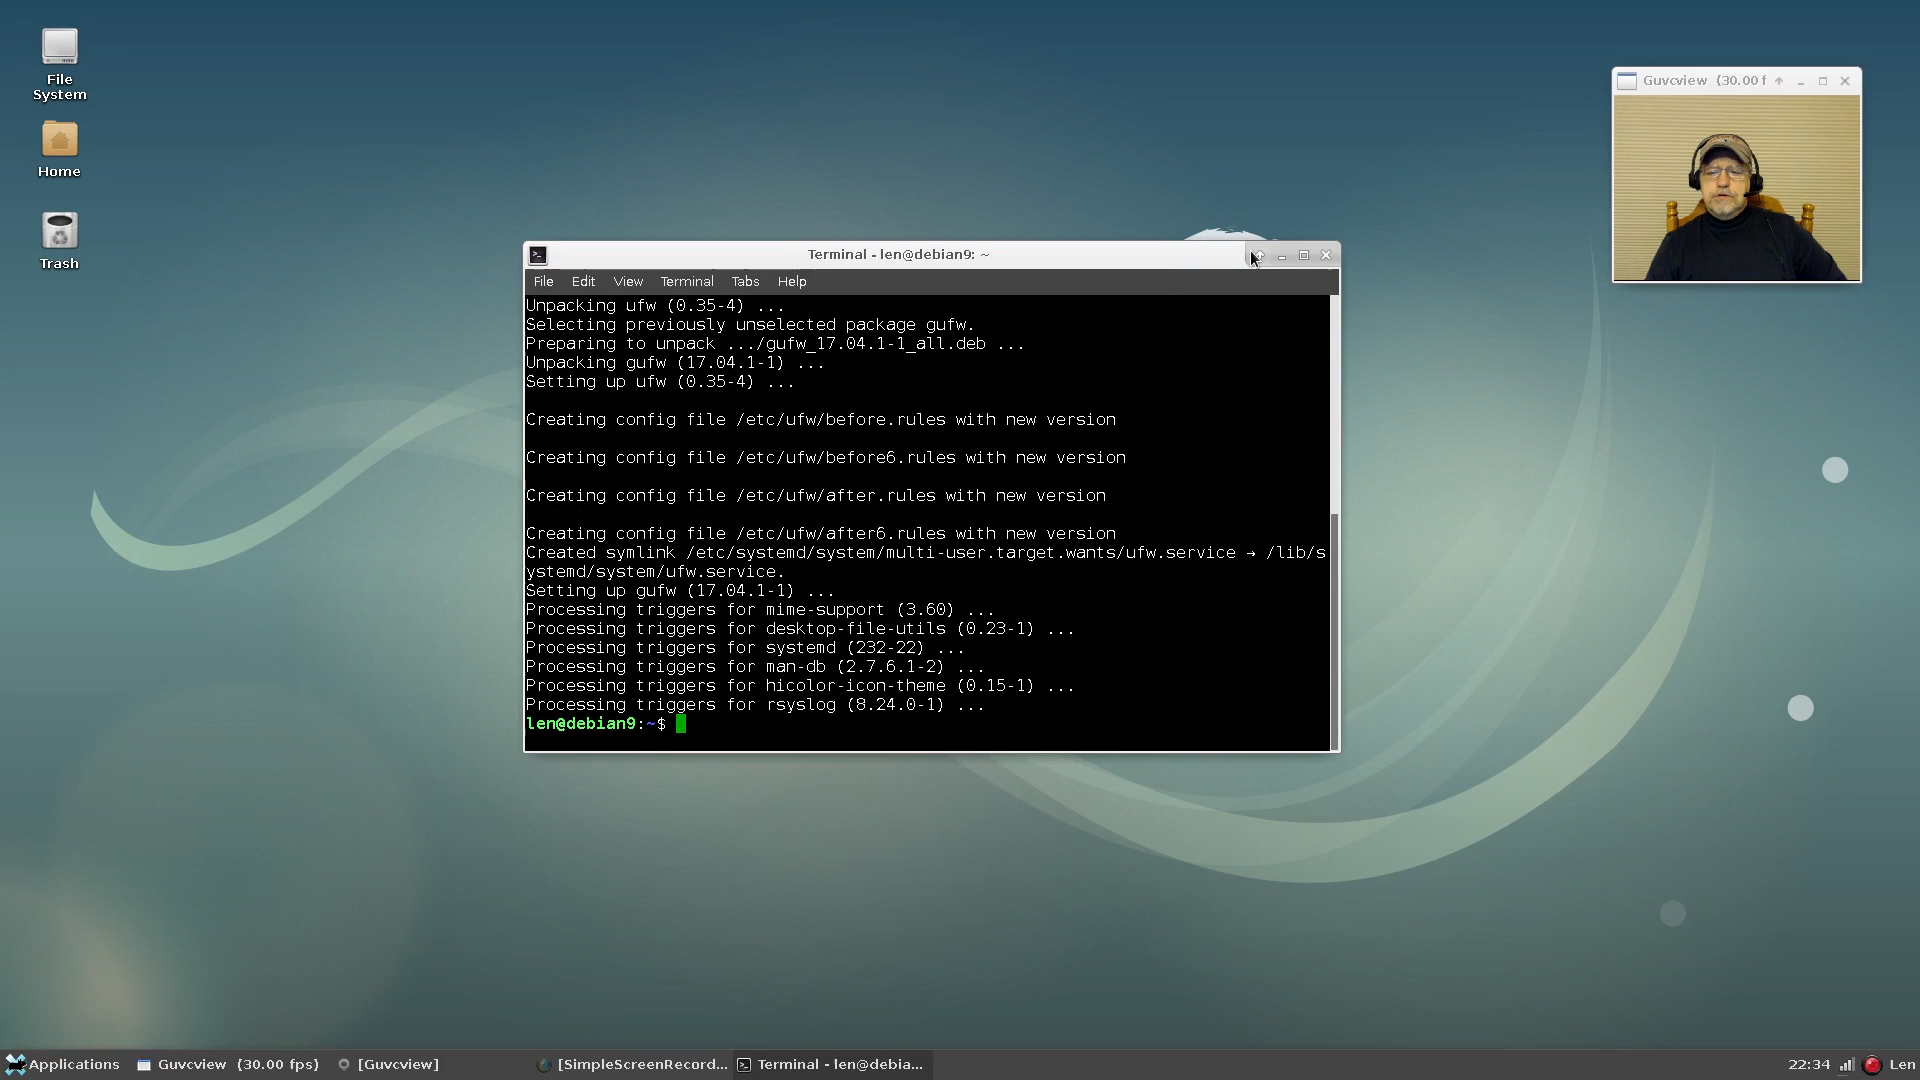 File
System
Home
Trash
Guvcview (30.00 f
Terminal - len@debian9: ~
File Edit View Terminal Tabs Help
Unpacking ufw (0.35-4) ...
Selecting previously unselected package gufw.
Preparing to unpack .../gufw_17.04.1-1_all.deb ...
Unpacking gufw (17.04.1-1) ...
Setting up ufw (0.35-4) ...
Creating config file /etc/ufw/before.rules with new version
Creating config file /etc/ufw/before6.rules with new version
Creating config file /etc/ufw/after.rules with new version
Creating config file /etc/ufw/after6.rules with new version
Created symlink /etc/systemd/system/multi-user.target.wants/ufw.service → /lib/s
ystemd/system/ufw.service.
Setting up gufw (17.04.1-1) ...
Processing triggers for mime-support (3.60) ...
Processing triggers for desktop-file-utils (0.23-1) ...
Processing triggers for systemd (232-22) ...
Processing triggers for man-db (2.7.6.1-2) ...
Processing triggers for hicolor-icon-theme (0.15-1) ...
Processing triggers for rsyslog (8.24.0-1) ...
len@debian9:~$
Applications Guvcview (30.00 fps) [Guvcview] [SimpleScreenRecord... Terminal - len@debia... 22:34 Len